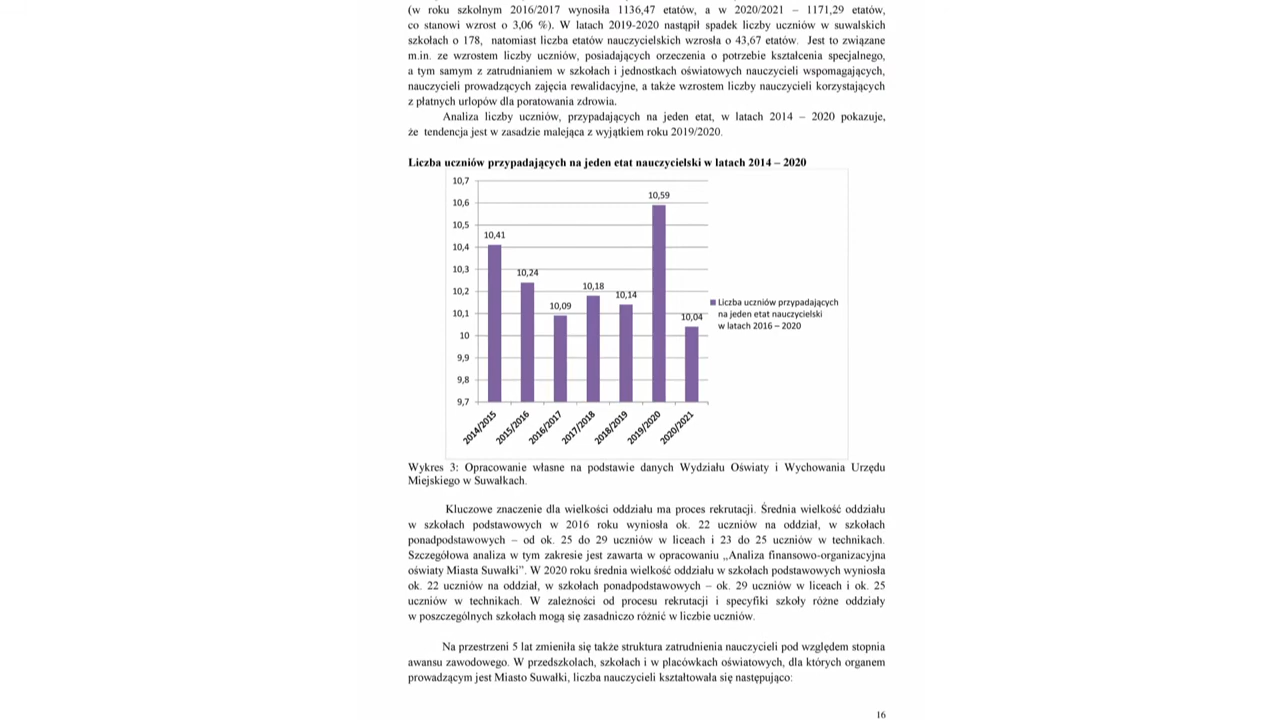 (w roku szkolnym 2016/2017 wynosiła 1136,47 etatów, a w 2020/2021 – 1171,29 etatów,
co stanowi wzrost o 3,06 %). W latach 2019-2020 nastąpił spadek liczby uczniów w suwalskich
szkołach o 178, natomiast liczba etatów nauczycielskich wzrosła o 43,67 etatów. Jest to związane
m.in. ze wzrostem liczby uczniów, posiadających orzeczenia o potrzebie kształcenia specjalnego,
a tym samym z zatrudnianiem w szkołach i jednostkach oświatowych nauczycieli wspomagających,
nauczycieli prowadzących zajęcia rewalidacyjne, a także wzrostem liczby nauczycieli korzystających
z płatnych urlopów dla poratowania zdrowia.
Analiza liczby uczniów, przypadających na jeden etat, w latach 2014 – 2020 pokazuje,
że tendencja jest w zasadzie malejąca z wyjątkiem roku 2019/2020.
Liczba uczniów przypadających na jeden etat nauczycielski w latach 2014 – 2020
10,7
10,6
10,5
10,4
10,3
10,2
10,1
10
9,9
9,8
9,7
10,41
10,24
10,09
10,18
10,14
10,59
10,04
2014/2015
2015/2016
2016/2017
2017/2018
2018/2019
2019/2020
2020/2021
Liczba uczniów przypadających
na jeden etat nauczycielski
w latach 2016 – 2020
Wykres 3: Opracowanie własne na podstawie danych Wydziału Oświaty i Wychowania Urzędu
Miejskiego w Suwałkach.
Kluczowe znaczenie dla wielkości oddziału ma proces rekrutacji. Średnia wielkość oddziału
w szkołach podstawowych w 2016 roku wyniosła ok. 22 uczniów na oddział, w szkołach
ponadpodstawowych – od ok. 25 do 29 uczniów w liceach i 23 do 25 uczniów w technikach.
Szczegółowa analiza w tym zakresie jest zawarta w opracowaniu „Analiza finansowo-organizacyjna
oświaty Miasta Suwałki”. W 2020 roku średnia wielkość oddziału w szkołach podstawowych wyniosła
ok. 22 uczniów na oddział, w szkołach ponadpodstawowych – ok. 29 uczniów w liceach i ok. 25
uczniów w technikach. W zależności od procesu rekrutacji i specyfiki szkoły różne oddziały
w poszczególnych szkołach mogą się zasadniczo różnić w liczbie uczniów.
Na przestrzeni 5 lat zmieniła się także struktura zatrudnienia nauczycieli pod względem stopnia
awansu zawodowego. W przedszkolach, szkołach i w placówkach oświatowych, dla których organem
prowadzącym jest Miasto Suwałki, liczba nauczycieli kształtowała się następująco:
16